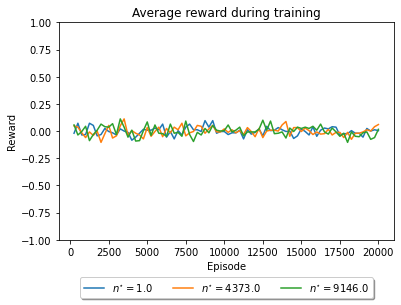 Average reward during training
1.00
0.75
0.50
0.25
0.00
−0.25
−0.50
−0.75
−1.00
Reward
0 2500 5000 7500 10000 12500 15000 17500 20000
Episode
n* = 1.0 n* = 4373.0 n* = 9146.0